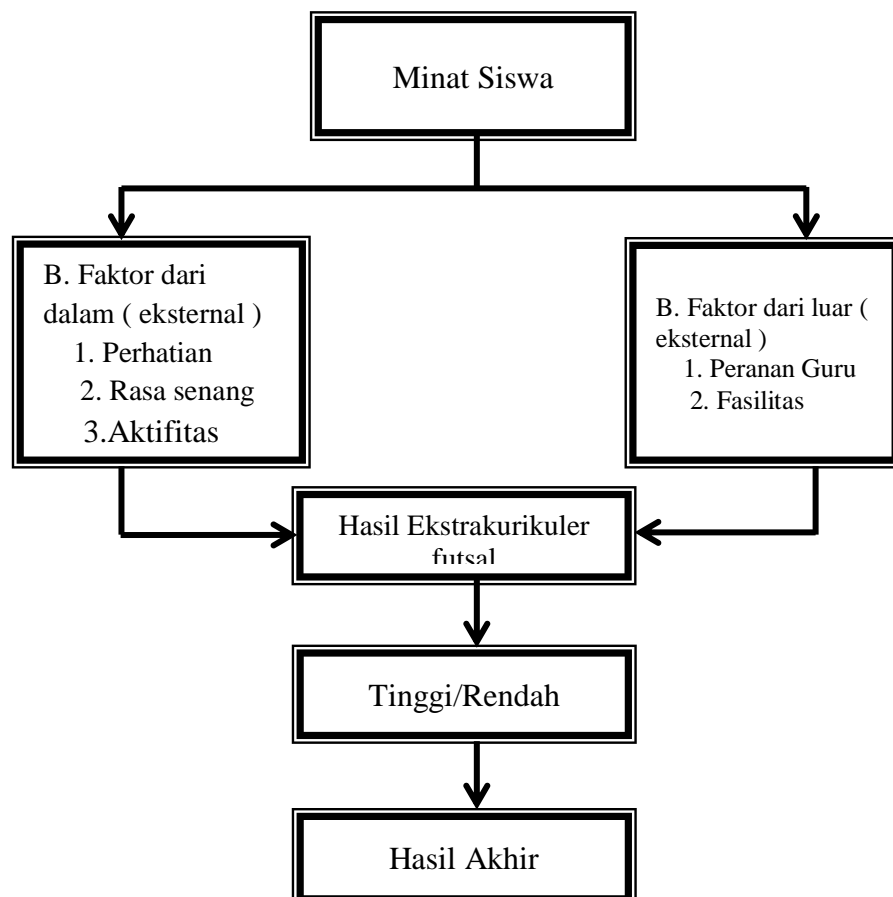 Minat Siswa
B. Faktor dari
dalam ( eksternal )
1. Perhatian
2. Rasa senang
3.Aktifitas
B. Faktor dari luar (
eksternal )
1. Peranan Guru
2. Fasilitas
Hasil Ekstrakurikuler
futsal
Tinggi/Rendah
Hasil Akhir